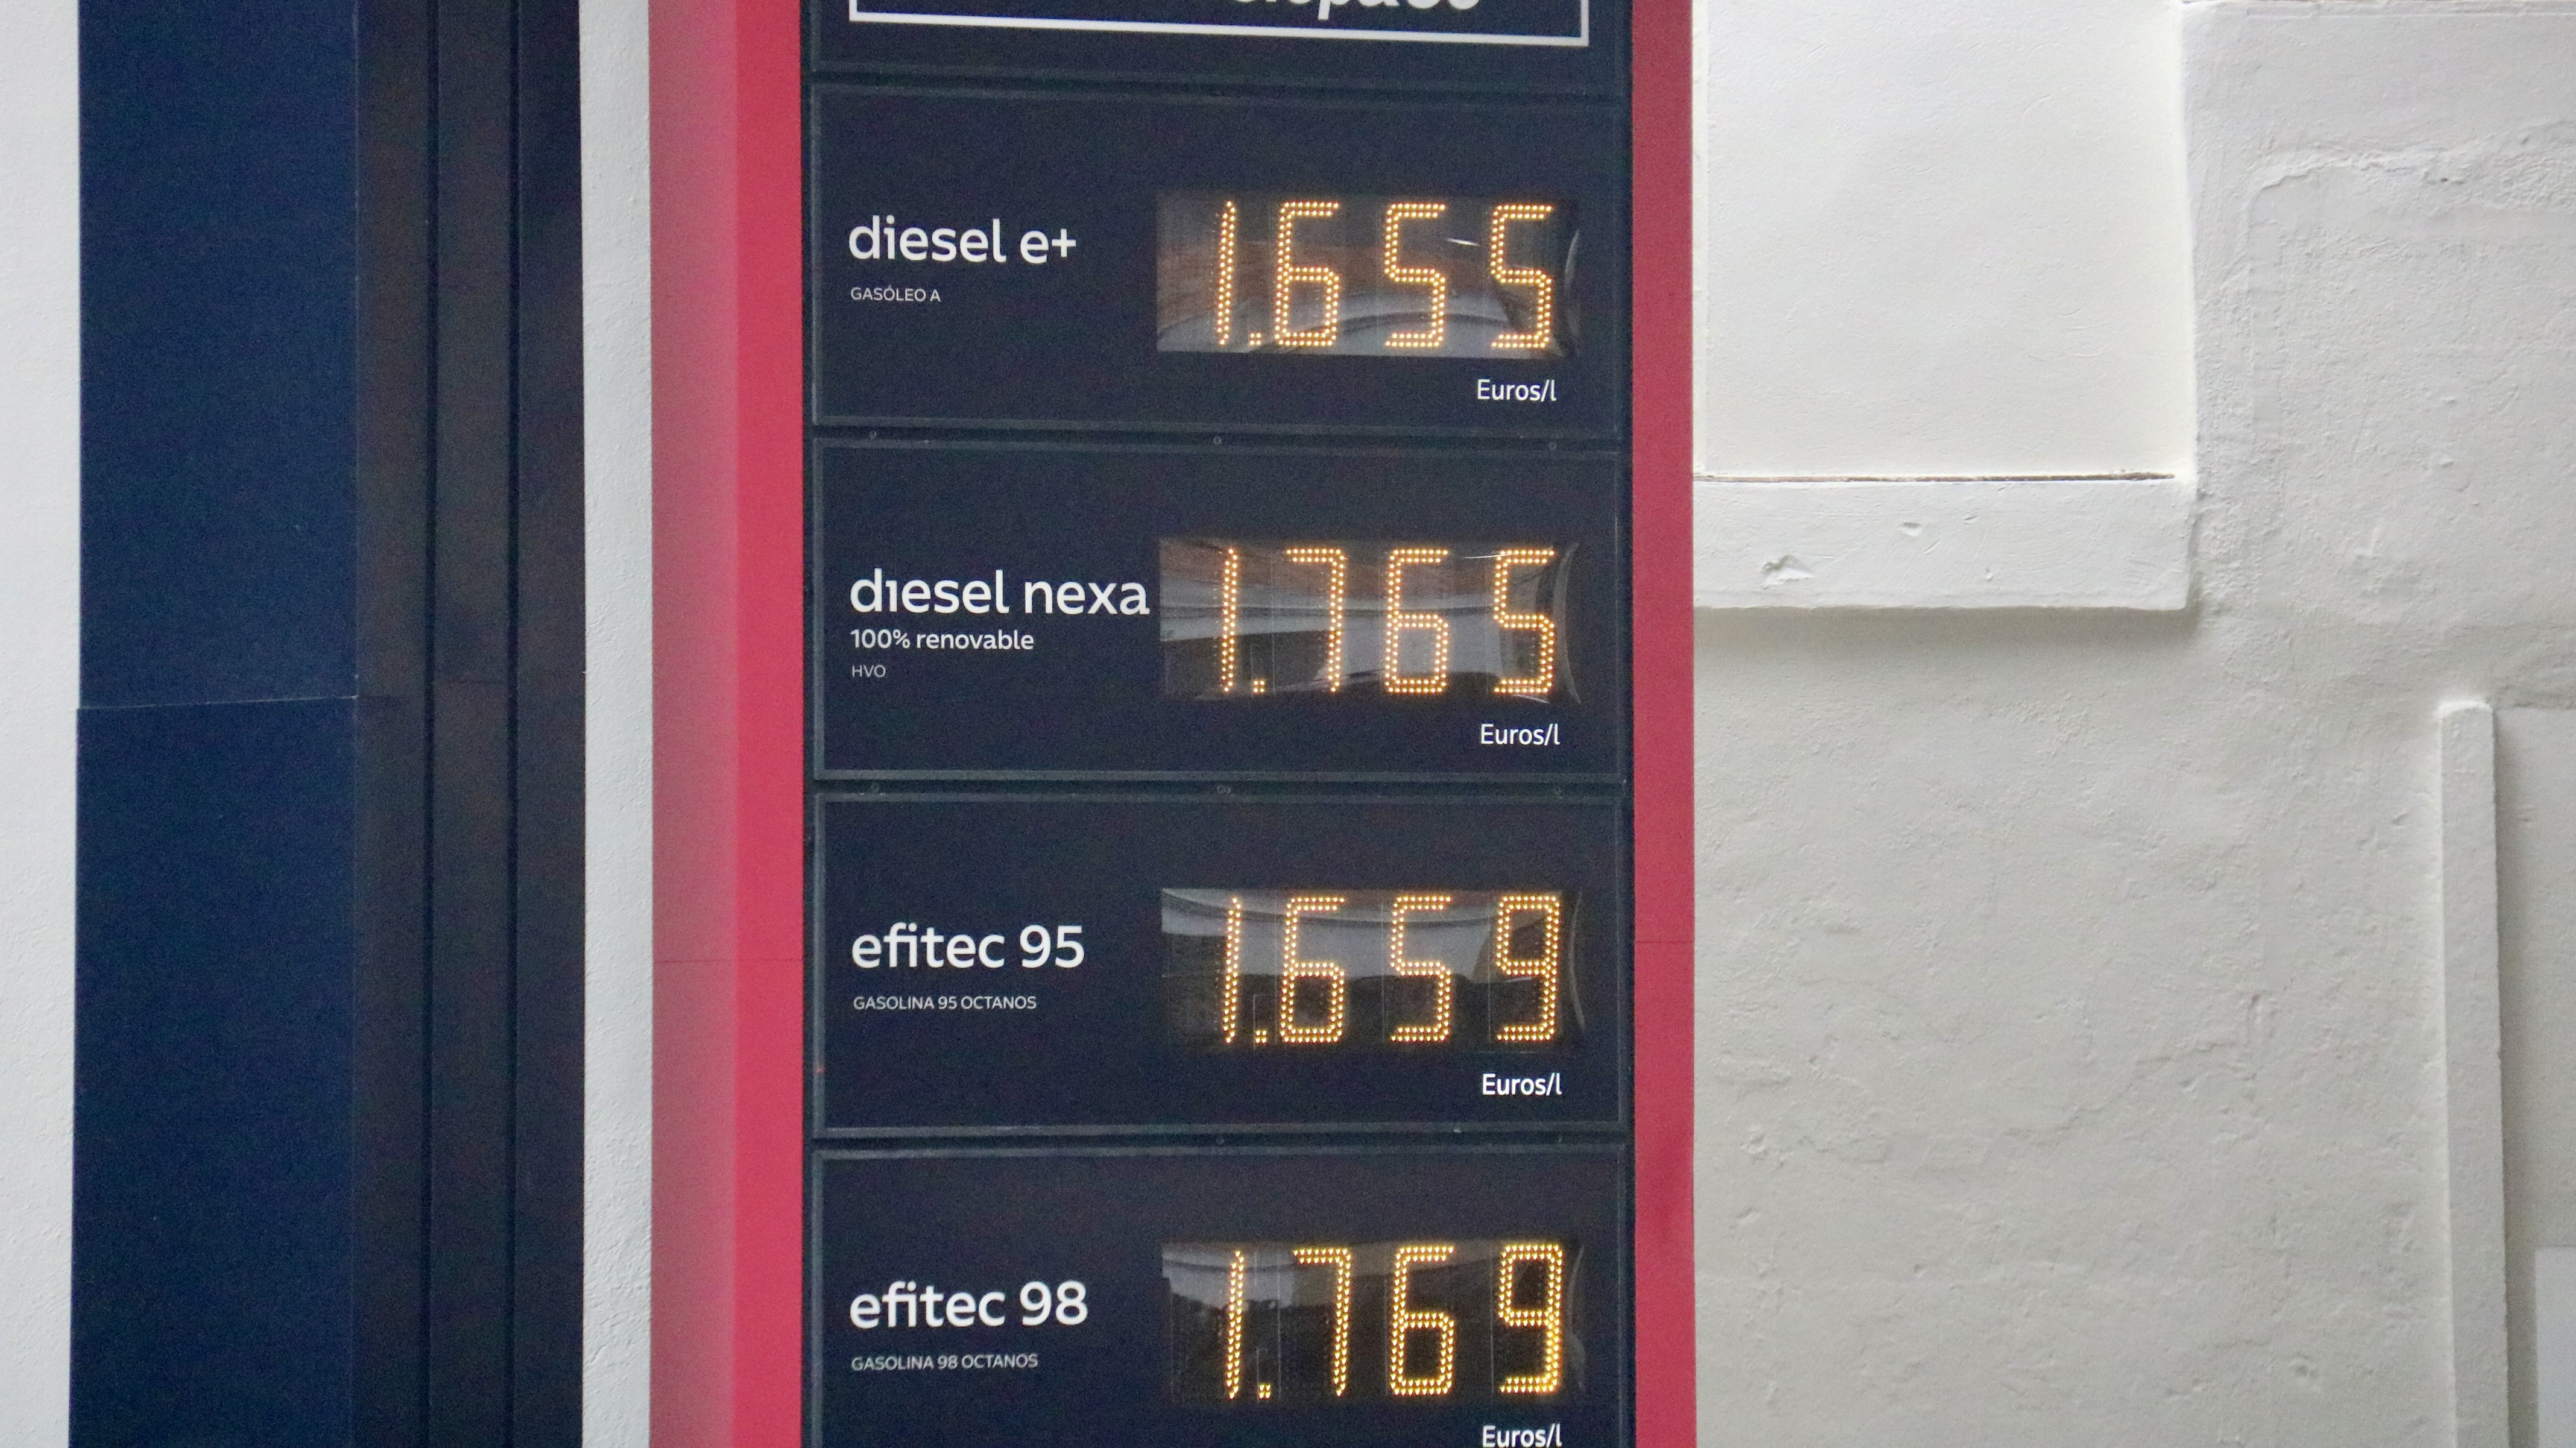 diesel e+
GASÓLEO A
1.655
Euros/l
diesel nexa
100% renovable
HVO
1.765
Euros/l
efitec 95
GASOLINA 95 OCTANOS
1.659
Euros/l
efitec 98
GASOLINA 98 OCTANOS
1.769
Euros/l